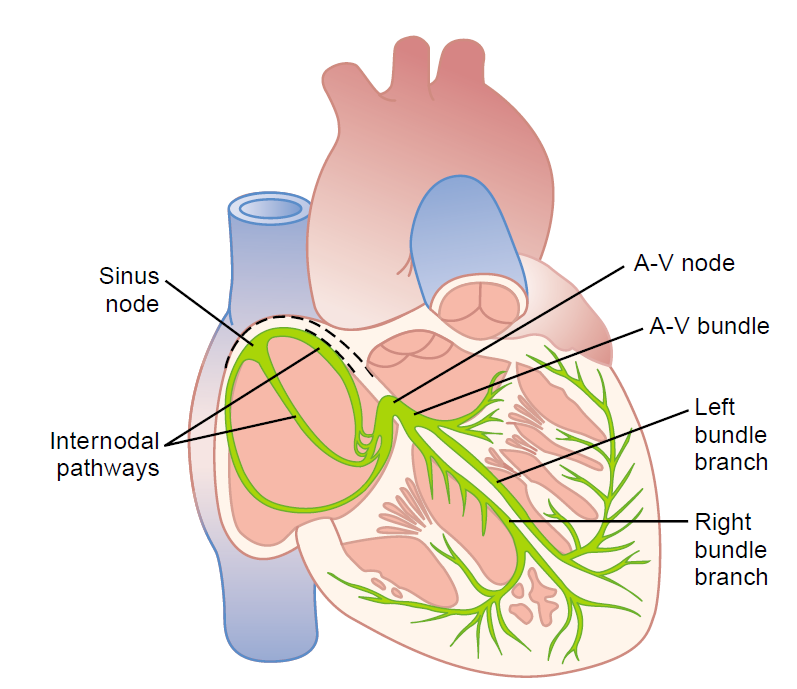 Sinus
node
Internodal
pathways
A-V node
A-V bundle
Left
bundle
branch
Right
bundle
branch